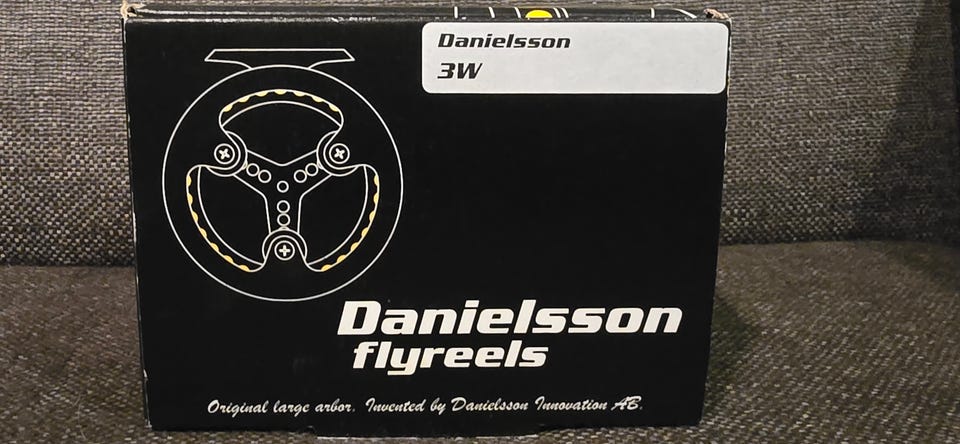 Danielsson
3W
Danielsson
flyreels
Original large arbor. Invented by Danielsson Innovation AB.